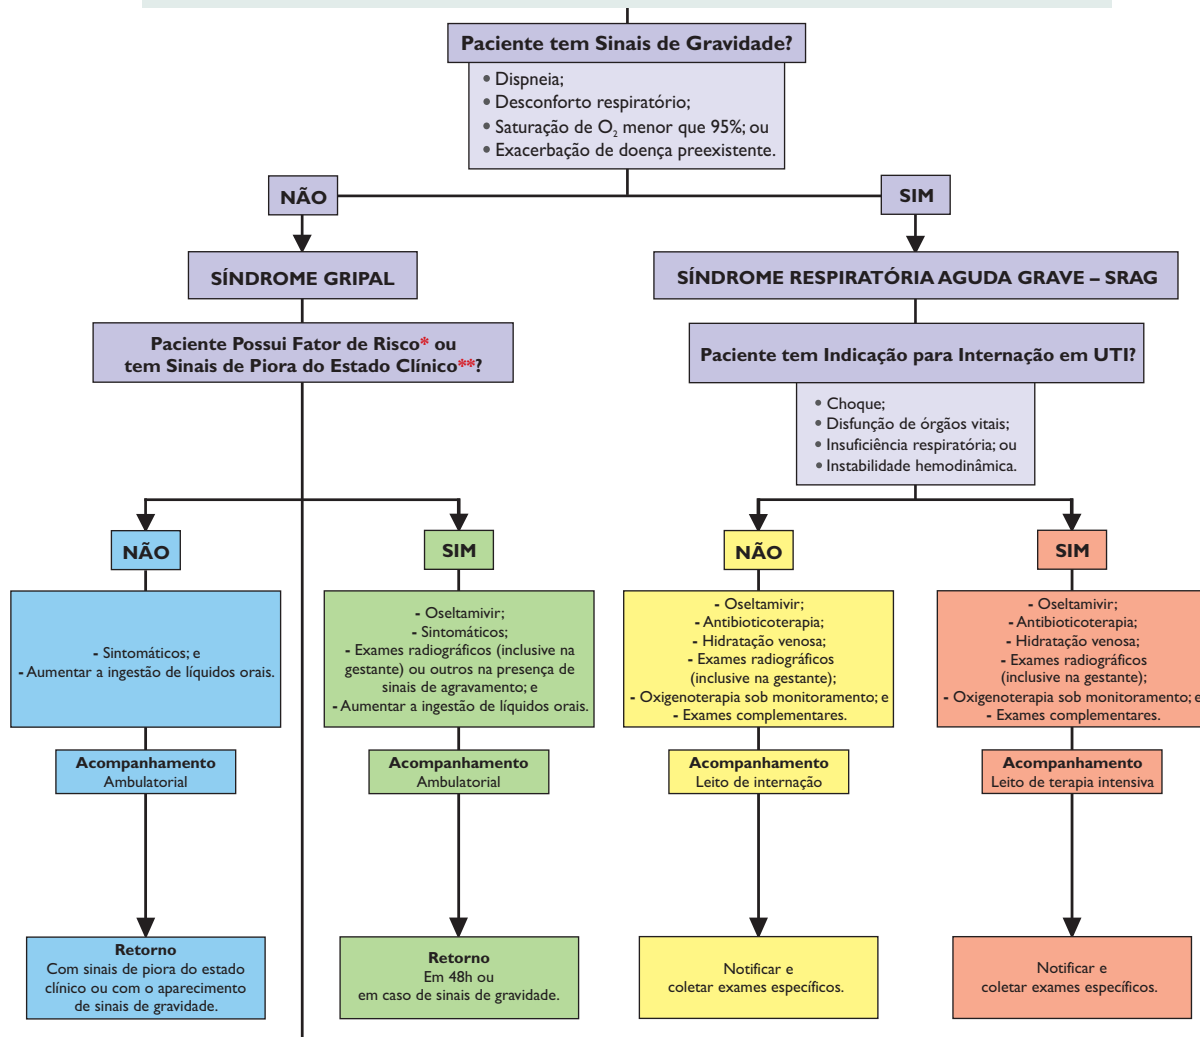 Paciente tem Sinais de Gravidade?
• Dispneia;
• Desconforto respiratório;
• Saturação de O₂ menor que 95%; ou
• Exacerbação de doença preexistente.
NÃO
SIM
SÍNDROME GRIPAL
SÍNDROME RESPIRATÓRIA AGUDA GRAVE – SRAG
Paciente Possui Fator de Risco* ou
tem Sinais de Piora do Estado Clínico**?
Paciente tem Indicação para Internação em UTI?
• Choque;
• Disfunção de órgãos vitais;
• Insuficiência respiratória; ou
• Instabilidade hemodinâmica.
NÃO
- Sintomáticos; e
- Aumentar a ingestão de líquidos orais.
Acompanhamento
Ambulatorial
Retorno
Com sinais de piora do estado
clínico ou com o aparecimento
de sinais de gravidade.
SIM
- Oseltamivir;
- Sintomáticos;
- Exames radiográficos (inclusive na
gestante) ou outros na presença de
sinais de agravamento; e
- Aumentar a ingestão de líquidos orais.
Acompanhamento
Ambulatorial
Retorno
Em 48h ou
em caso de sinais de gravidade.
NÃO
- Oseltamivir;
- Antibioticoterapia;
- Hidratação venosa;
- Exames radiográficos
(inclusive na gestante);
- Oxigenoterapia sob monitoramento; e
- Exames complementares.
Acompanhamento
Leito de internação
Notificar e
coletar exames específicos.
SIM
- Oseltamivir;
- Antibioticoterapia;
- Hidratação venosa;
- Exames radiográficos
(inclusive na gestante);
- Oxigenoterapia sob monitoramento; e
- Exames complementares.
Acompanhamento
Leito de terapia intensiva
Notificar e
coletar exames específicos.